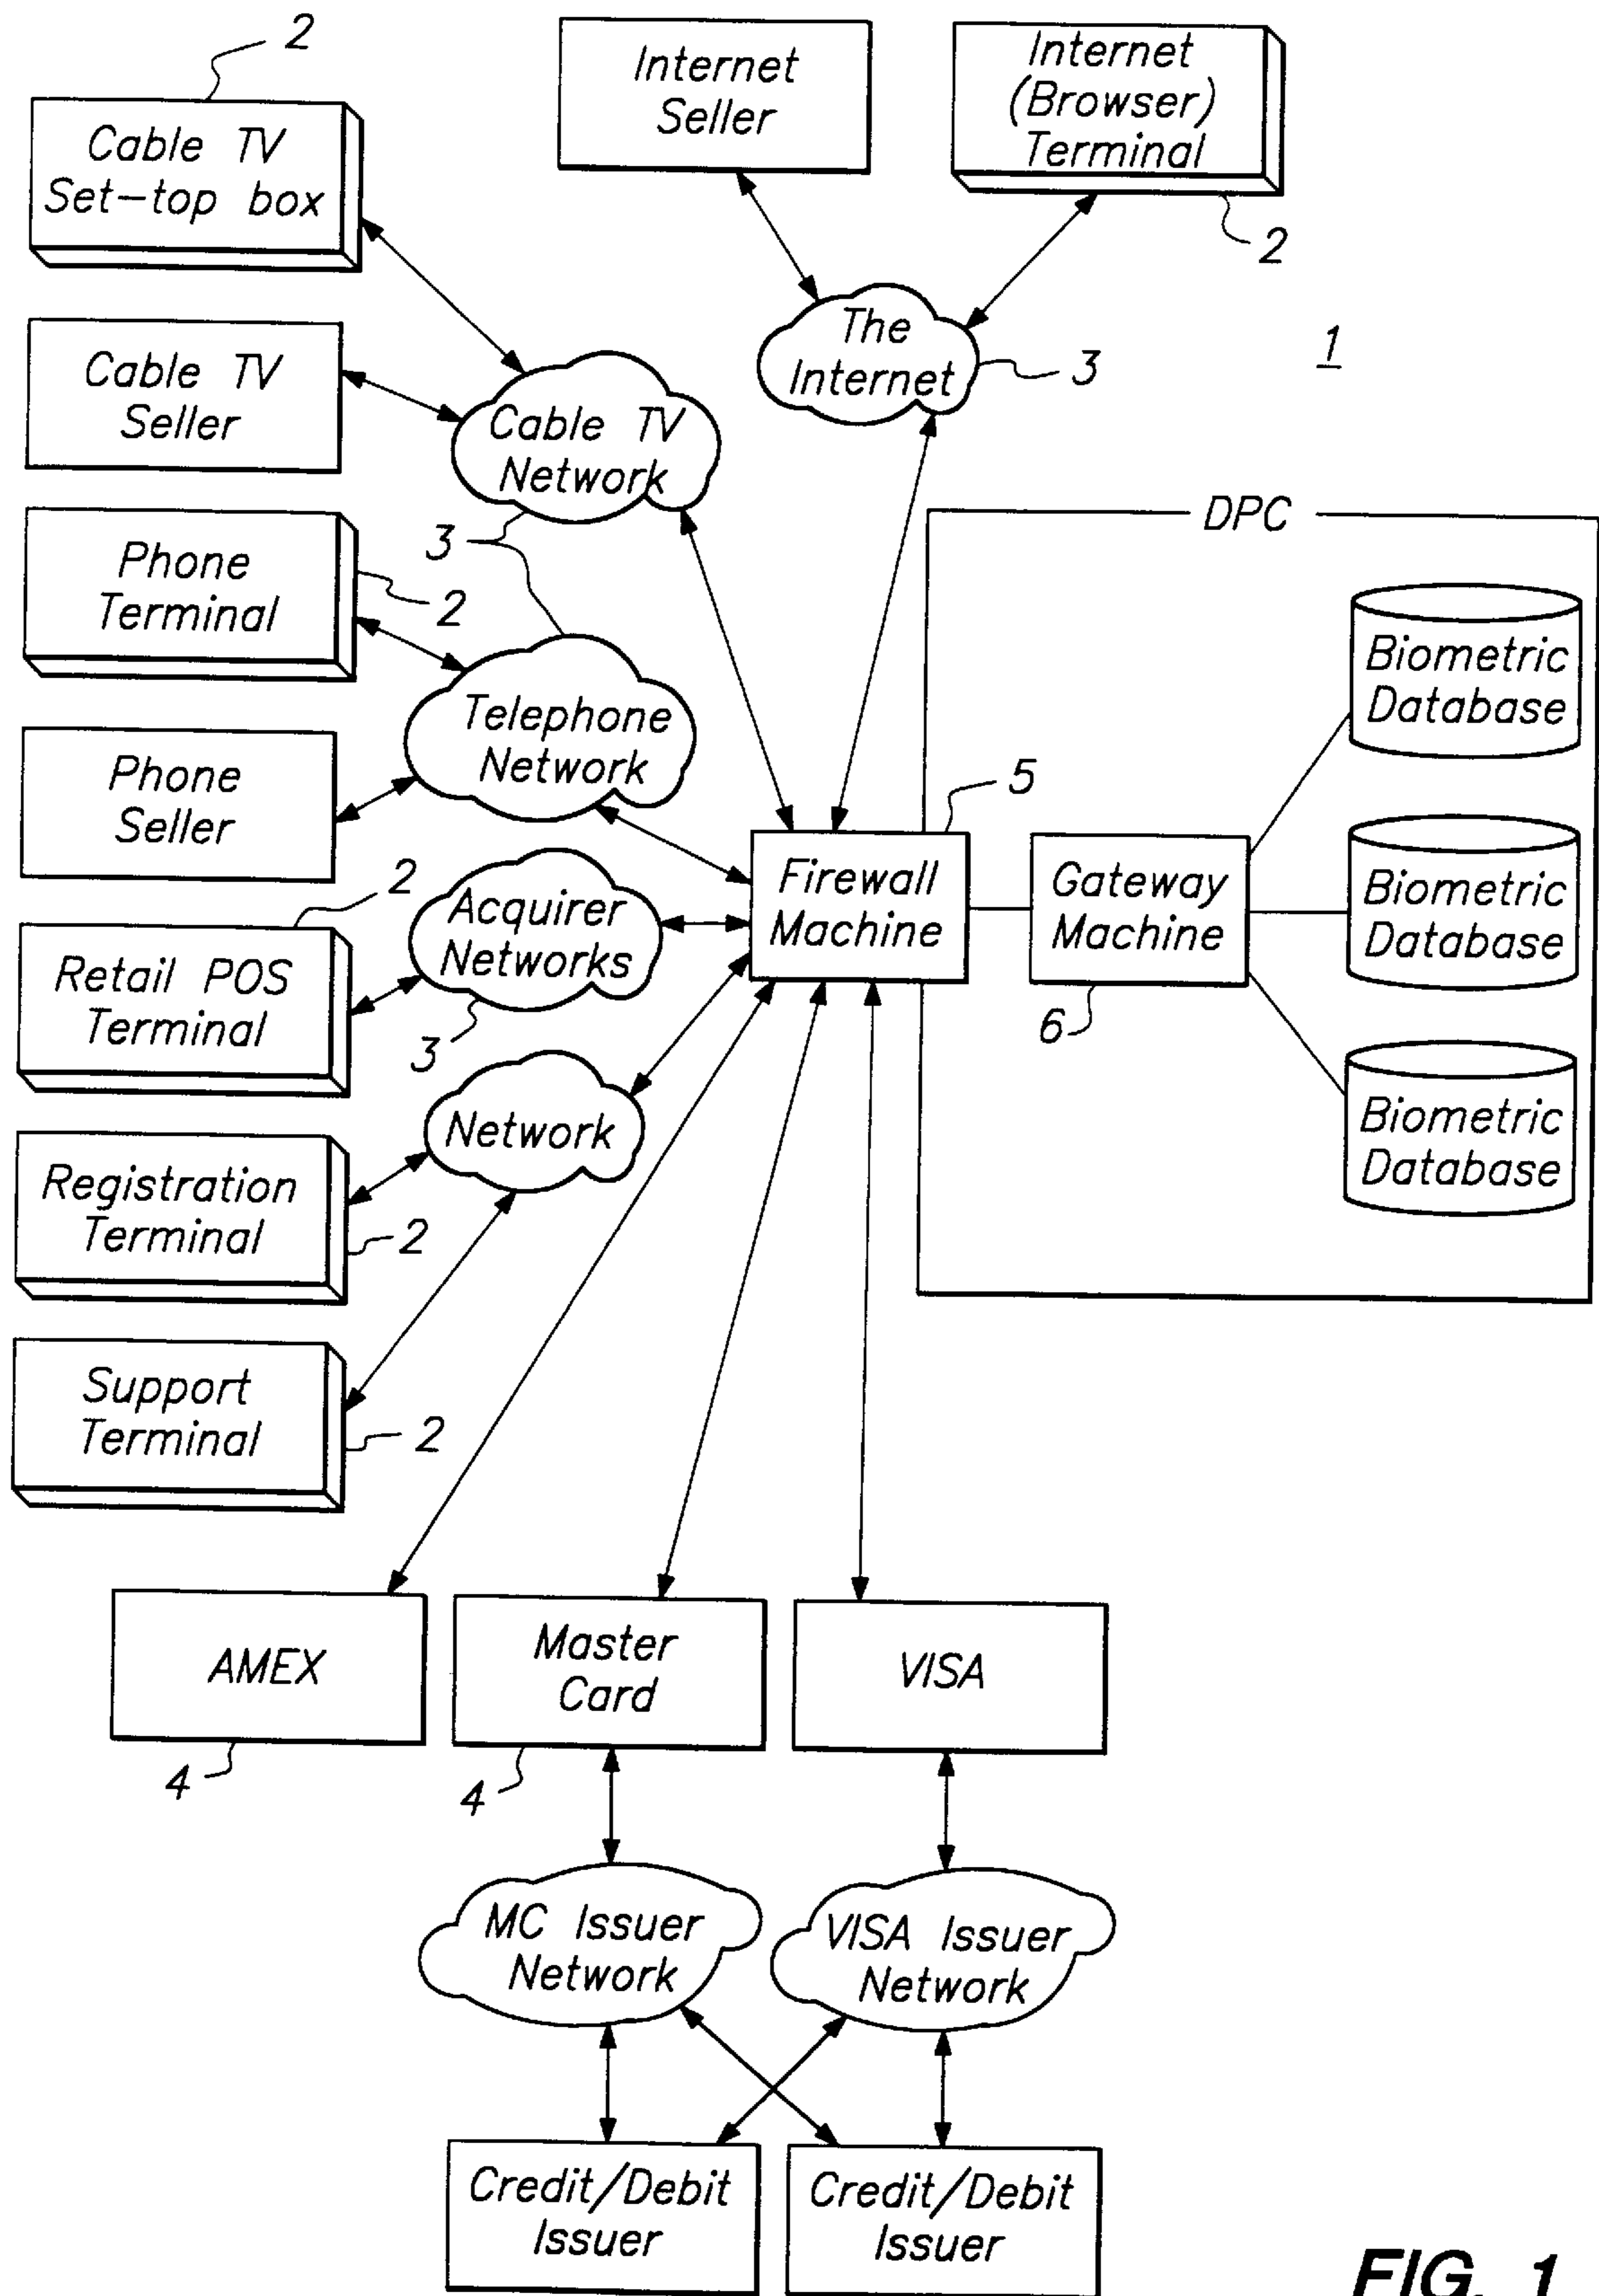 2
Cable TV
Set-top box
Internet
Seller
Internet
(Browser)
Terminal
2
The
Internet
3
1
Cable TV
Seller
Cable TV
Network
3
Phone
Terminal
2
Telephone
Network
Phone
Seller
DPC
Biometric
Database
5
Firewall
Machine
Gateway
Machine
6
Biometric
Database
Biometric
Database
2
Retail POS
Terminal
Acquirer
Networks
3
Network
Registration
Terminal
2
Support
Terminal
2
AMEX
4
Master
Card
4
VISA
MC Issuer
Network
VISA Issuer
Network
Credit/Debit
Issuer
Credit/Debit
Issuer
FIG. 1